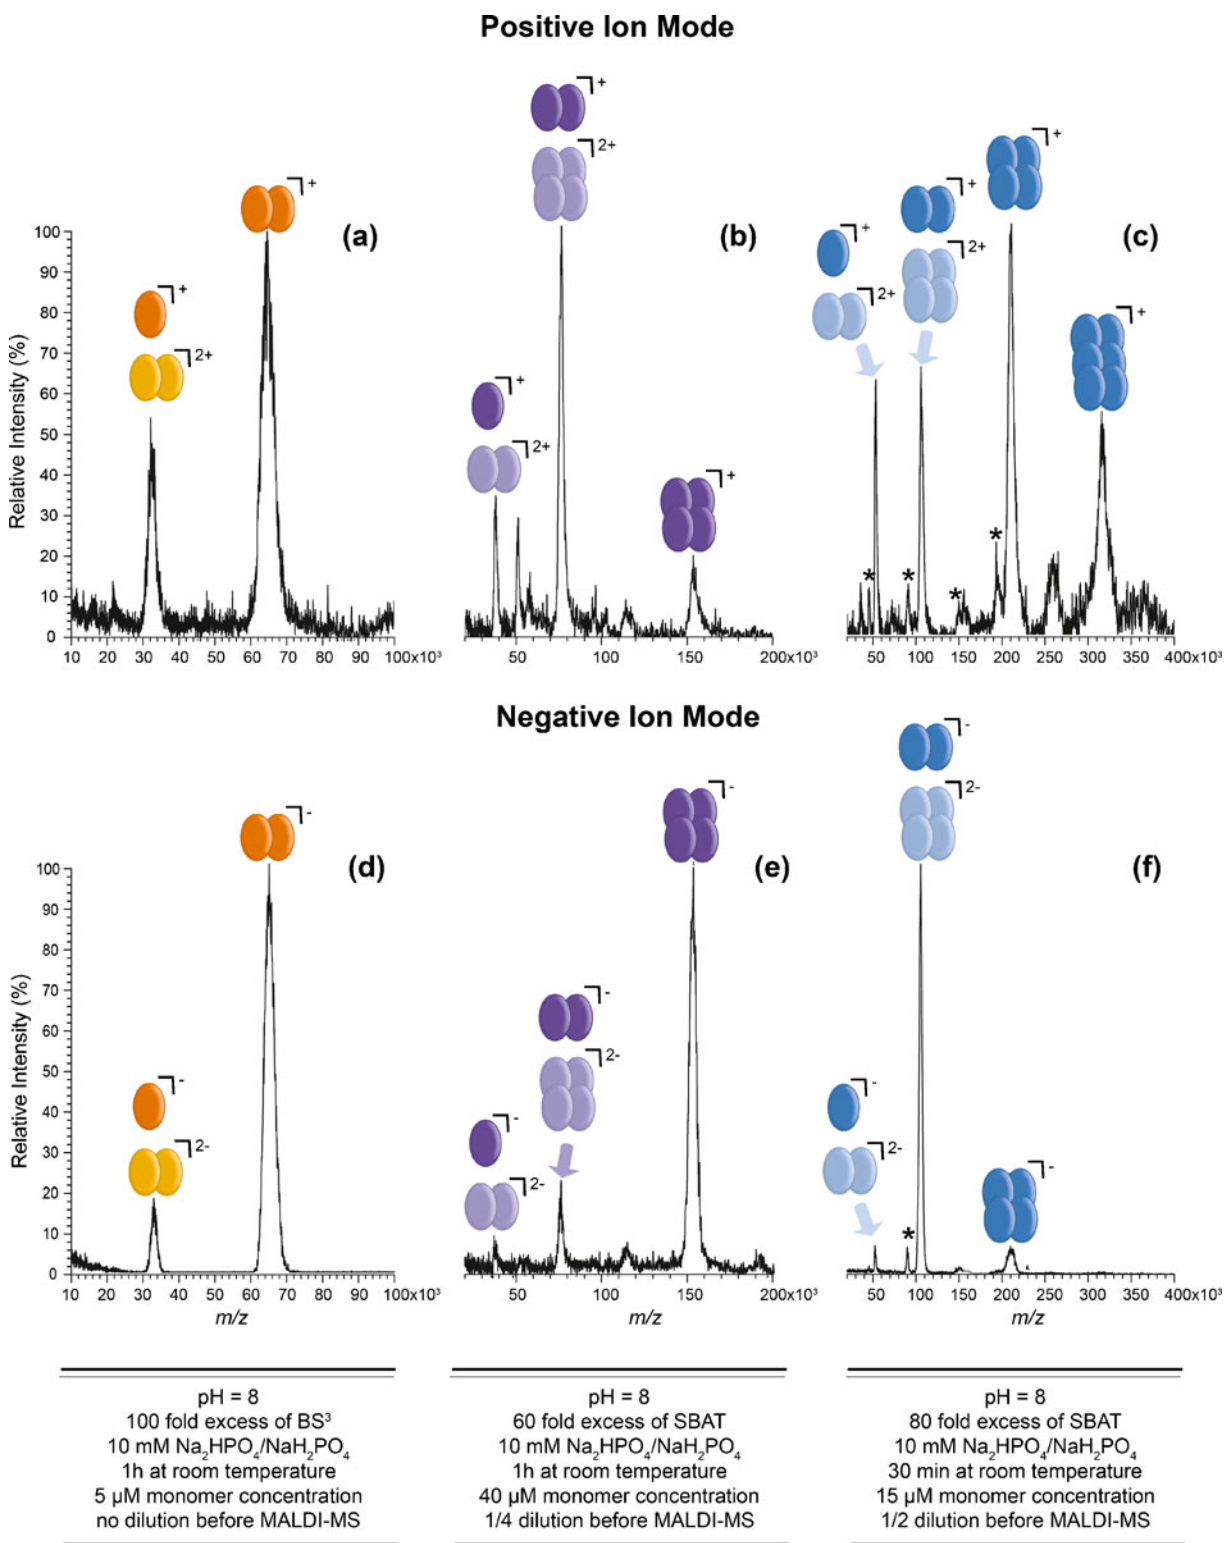 Positive Ion Mode
(a)
(b)
(c)
+
+
2+
+
2+
+
2+
+
+
2+
+
2+
+
+
*
*
*
*
Relative Intensity (%)
100
90
80
70
60
50
40
30
20
10
0
10 20 30 40 50 60 70 80 100x10³
50 100 150 200x10³
50 100 150 200 250 300 350 400x10³
Negative Ion Mode
(d)
(e)
(f)
-
-
2-
-
-
2-
-
2-
-
2-
-
2-
-
*
Relative Intensity (%)
100
90
80
70
60
50
40
30
20
10
0
10 20 30 40 50 60 70 80 100x10³
50 100 150 200x10³
50 100 150 200 250 300 350 400x10³
m/z
m/z
m/z
pH = 8
100 fold excess of BS³
10 mM Na₂HPO₄/NaH₂PO₄
1h at room temperature
5 µM monomer concentration
no dilution before MALDI-MS
pH = 8
60 fold excess of SBAT
10 mM Na₂HPO₄/NaH₂PO₄
1h at room temperature
40 µM monomer concentration
1/4 dilution before MALDI-MS
pH = 8
80 fold excess of SBAT
10 mM Na₂HPO₄/NaH₂PO₄
30 min at room temperature
15 µM monomer concentration
1/2 dilution before MALDI-MS